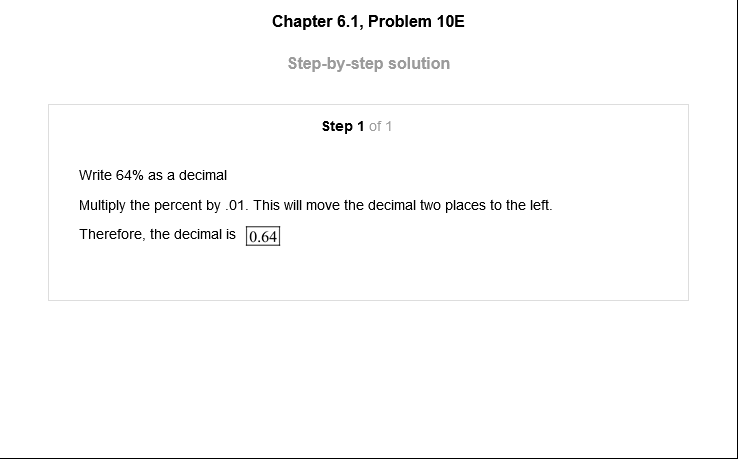 Chapter 6.1, Problem 10E
Step-by-step solution
Step 1 of 1
Write 64% as a decimal
Multiply the percent by .01. This will move the decimal two places to the left.
Therefore, the decimal is 0.64